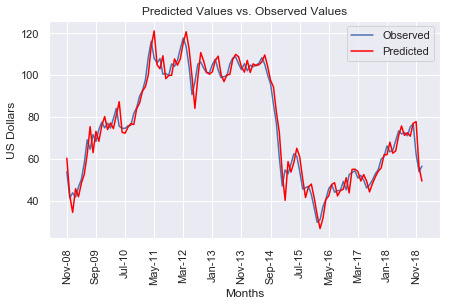 Predicted Values vs. Observed Values
Observed
Predicted
US Dollars
120
100
80
60
40
Nov-08
Sep-09
Jul-10
May-11
Mar-12
Jan-13
Nov-13
Sep-14
Jul-15
May-16
Mar-17
Jan-18
Nov-18
Months